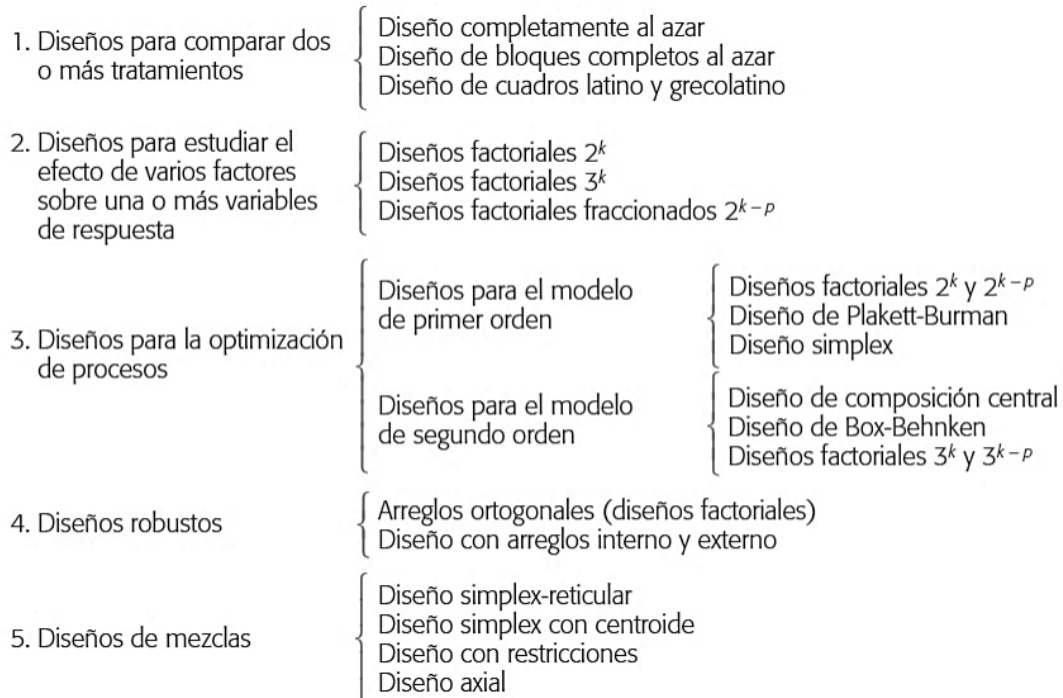 1. Diseños para comparar dos
o más tratamientos
Diseño completamente al azar
Diseño de bloques completos al azar
Diseño de cuadros latino y grecolatino
2. Diseños para estudiar el
efecto de varios factores
sobre una o más variables
de respuesta
Diseños factoriales 2^k
Diseños factoriales 3^k
Diseños factoriales fraccionados 2^{k-p}
3. Diseños para la optimización
de procesos
Diseños para el modelo
de primer orden
Diseños factoriales 2^k y 2^{k-p}
Diseño de Plakett-Burman
Diseño simplex
Diseños para el modelo
de segundo orden
Diseño de composición central
Diseño de Box-Behnken
Diseños factoriales 3^k y 3^{k-p}
4. Diseños robustos
Arreglos ortogonales (diseños factoriales)
Diseño con arreglos interno y externo
5. Diseños de mezclas
Diseño simplex-reticular
Diseño simplex con centroide
Diseño con restricciones
Diseño axial